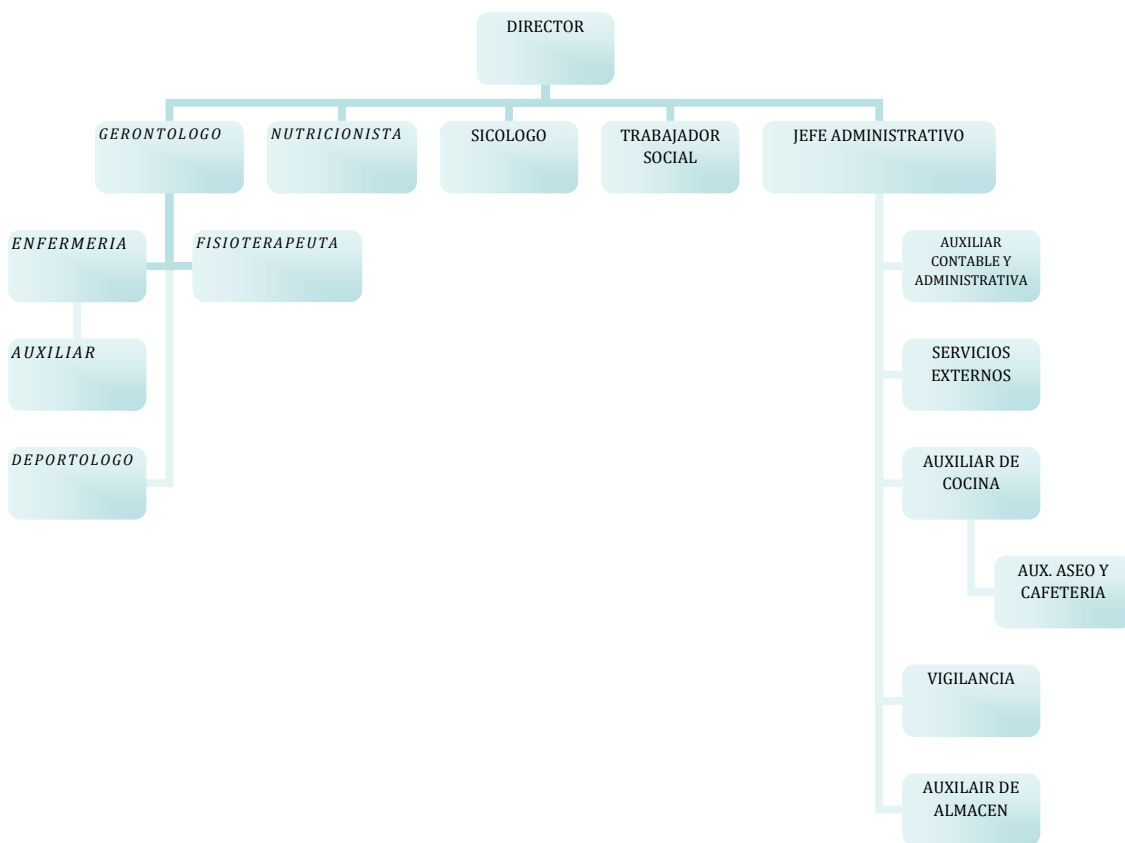 DIRECTOR
GERONTOLOGO
NUTRICIONISTA
SICOLOGO
TRABAJADOR
SOCIAL
JEFE ADMINISTRATIVO
ENFERMERIA
FISIOTERAPEUTA
AUXILIAR
CONTABLE Y
ADMINISTRATIVA
AUXILIAR
SERVICIOS
EXTERNOS
DEPORTOLOGO
AUXILIAR DE
COCINA
AUX. ASEO Y
CAFETERIA
VIGILANCIA
AUXILAIR DE
ALMACEN